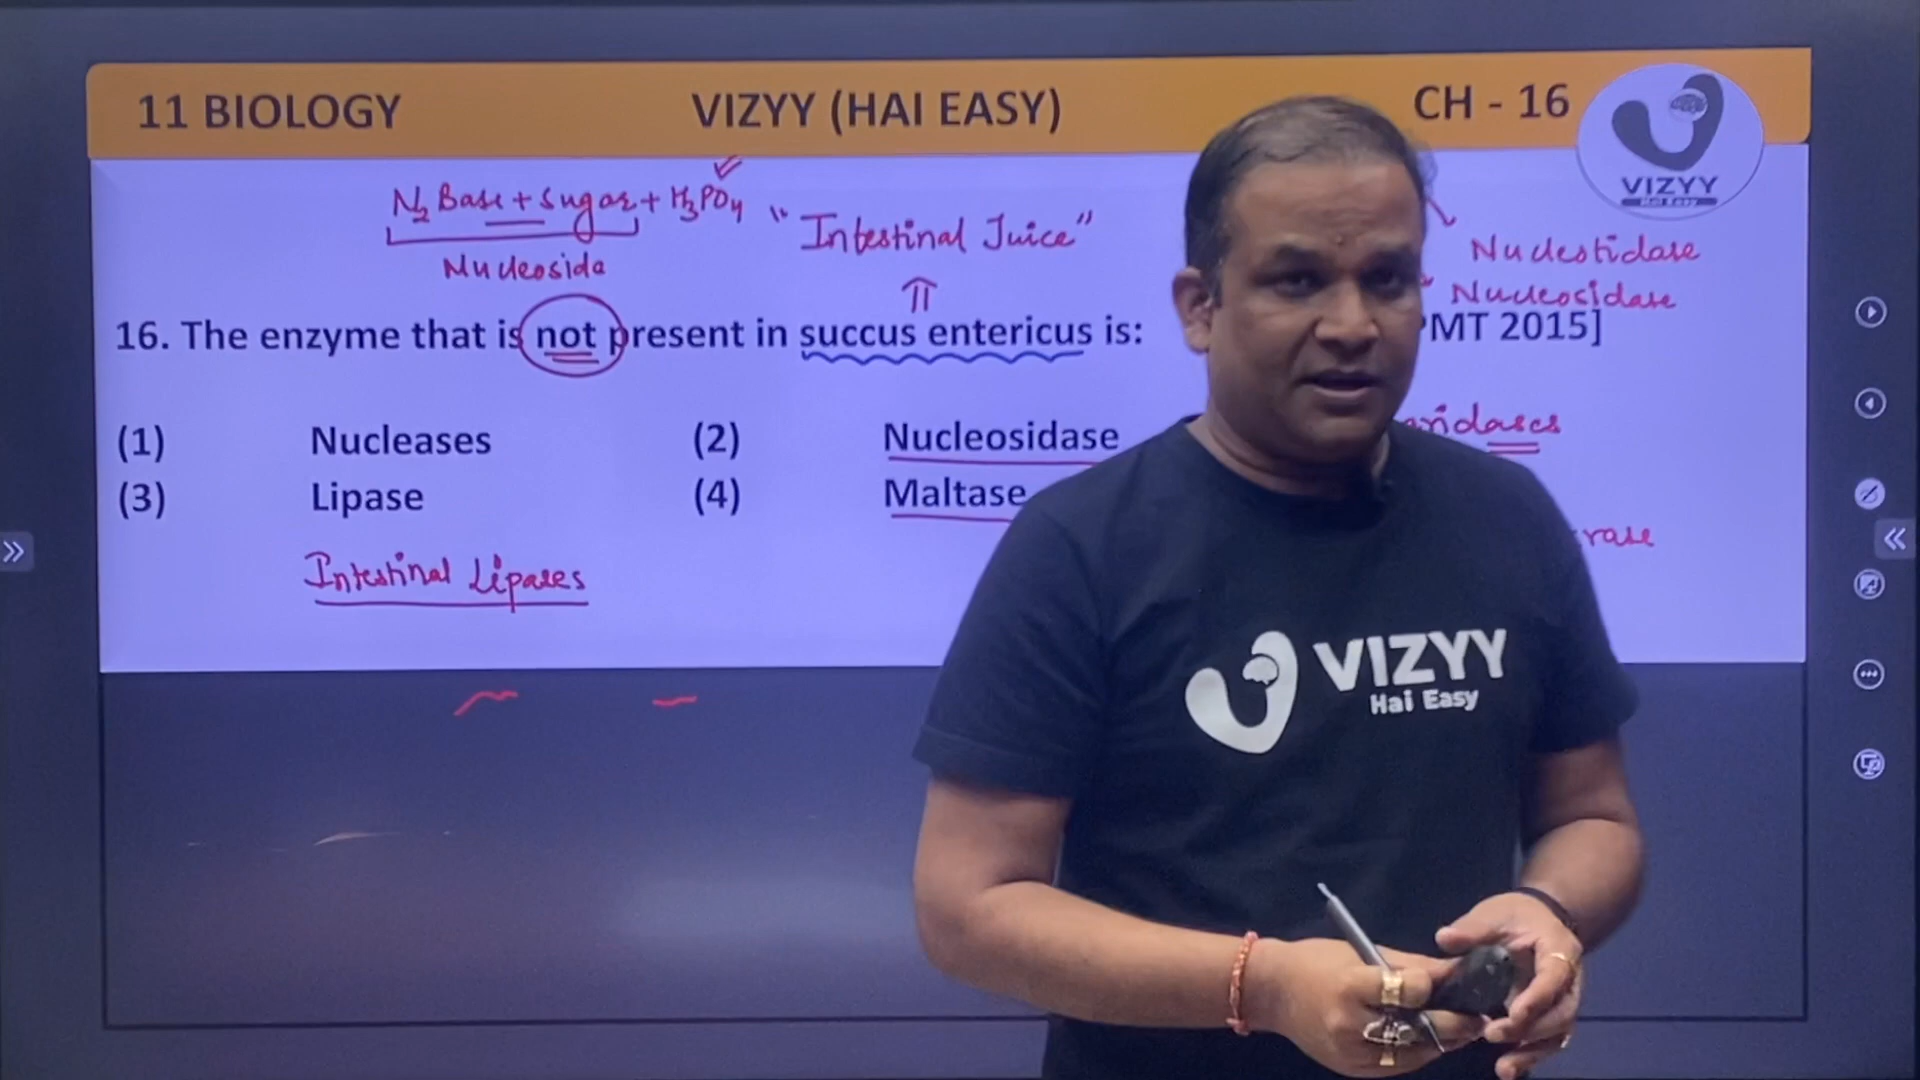 11 BIOLOGY VIZYY (HAI EASY) CH - 16
VIZYY
Hai Easy
N2 Base + Sugar + H3PO4
Nucleosida
"Intestinal Juice"
Nucleotidase
Nucleosidase
16. The enzyme that is not present in succus entericus is: PMT 2015]
(1) Nucleases (2) Nucleosidase
(3) Lipase (4) Maltase
Intestinal Lipases
VIZYY
Hai Easy